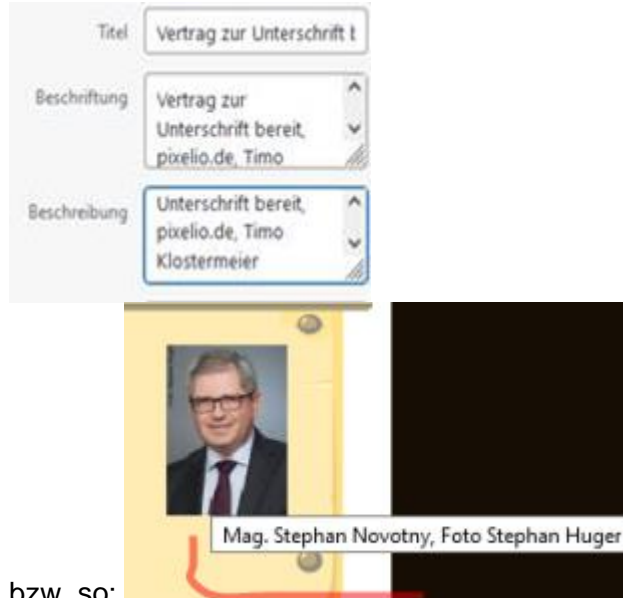 Titel
Vertrag zur Unterschrift b
Beschriftung
Vertrag zur
Unterschrift bereit,
pixelio.de, Timo
Beschreibung
Unterschrift bereit,
pixelio.de, Timo
Klostermeier
Mag. Stephan Novotny, Foto Stephan Huger
bzw. so: